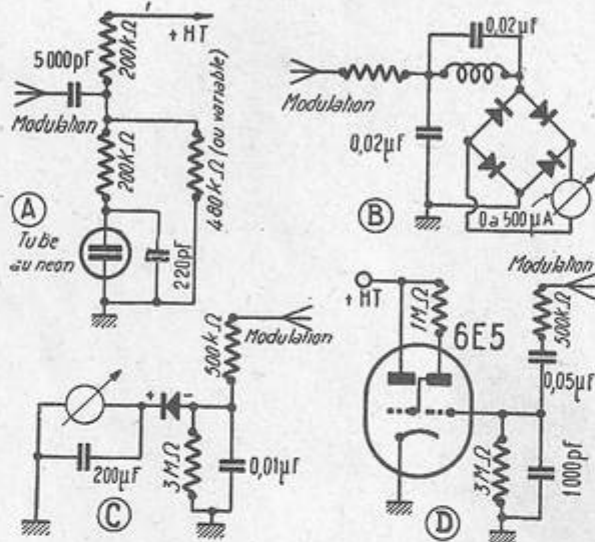 200kΩ
+ HT
5000pF
Modulation
200kΩ
480kΩ (ou variable)
A
Tube
au neon
220pF
0,02µF
Modulation
0,02µF
B
0 a 500 µA
500kΩ
Modulation
+ -
200µF
3MΩ
0,01µF
C
+ HT
1MΩ
6E5
Modulation
500kΩ
0,05µF
3MΩ
1000pf
D